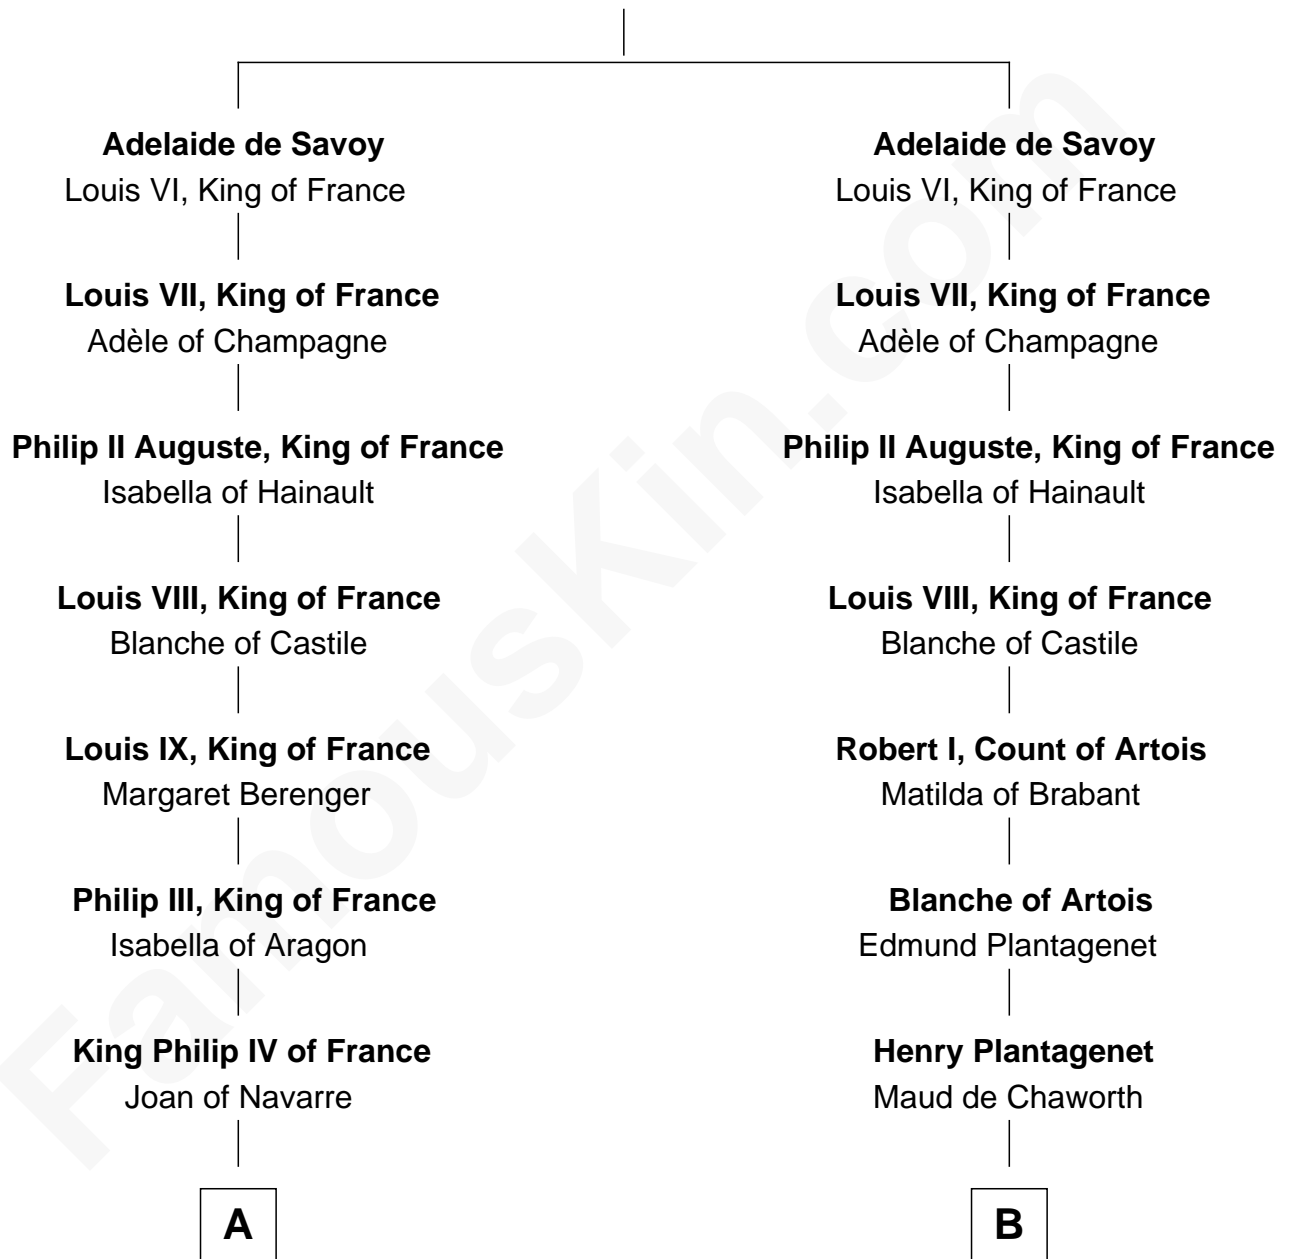 Adelaide de Savoy
Louis VI, King of France
Louis VII, King of France
Adèle of Champagne
Philip II Auguste, King of France
Isabella of Hainault
Louis VIII, King of France
Blanche of Castile
Louis IX, King of France
Margaret Berenger
Philip III, King of France
Isabella of Aragon
King Philip IV of France
Joan of Navarre
A
Adelaide de Savoy
Louis VI, King of France
Louis VII, King of France
Adèle of Champagne
Philip II Auguste, King of France
Isabella of Hainault
Louis VIII, King of France
Blanche of Castile
Robert I, Count of Artois
Matilda of Brabant
Blanche of Artois
Edmund Plantagenet
Henry Plantagenet
Maud de Chaworth
B
FamousKin.com